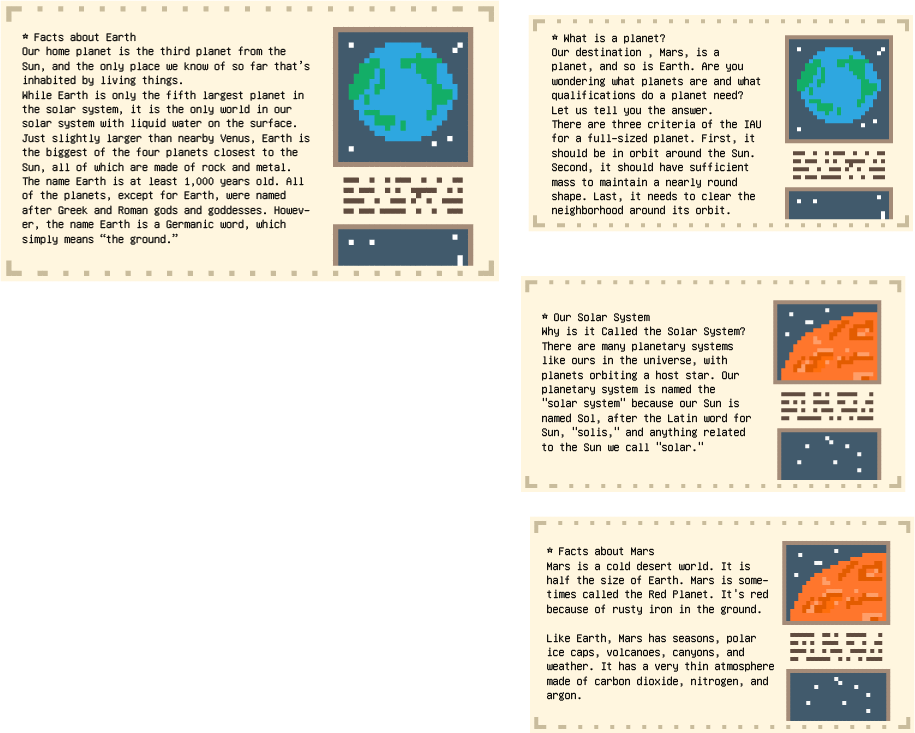 * Facts about Earth
Our home planet is the third planet from the
Sun, and the only place we know of so far that's
inhabited by living things.
While Earth is only the fifth largest planet in
the solar system, it is the only world in our
solar system with liquid water on the surface.
Just slightly larger than nearby Venus, Earth is
the biggest of the four planets closest to the
Sun, all of which are made of rock and metal.
The name Earth is at least 1,000 years old. All
of the planets, except for Earth, were named
after Greek and Roman gods and goddesses. Howev-
er, the name Earth is a Germanic word, which
simply means “the ground.”
* What is a planet?
Our destination , Mars, is a
planet, and so is Earth. Are you
wondering what planets are and what
qualifications do a planet need?
Let us tell you the answer.
There are three criteria of the IAU
for a full-sized planet. First, it
should be in orbit around the Sun.
Second, it should have sufficient
mass to maintain a nearly round
shape. Last, it needs to clear the
neighborhood around its orbit.
* Our Solar System
Why is it Called the Solar System?
There are many planetary systems
like ours in the universe, with
planets orbiting a host star. Our
planetary system is named the
"solar system" because our Sun is
named Sol, after the Latin word for
Sun, "solis," and anything related
to the Sun we call "solar."
* Facts about Mars
Mars is a cold desert world. It is
half the size of Earth. Mars is some-
times called the Red Planet. It's red
because of rusty iron in the ground.
Like Earth, Mars has seasons, polar
ice caps, volcanoes, canyons, and
weather. It has a very thin atmosphere
made of carbon dioxide, nitrogen, and
argon.